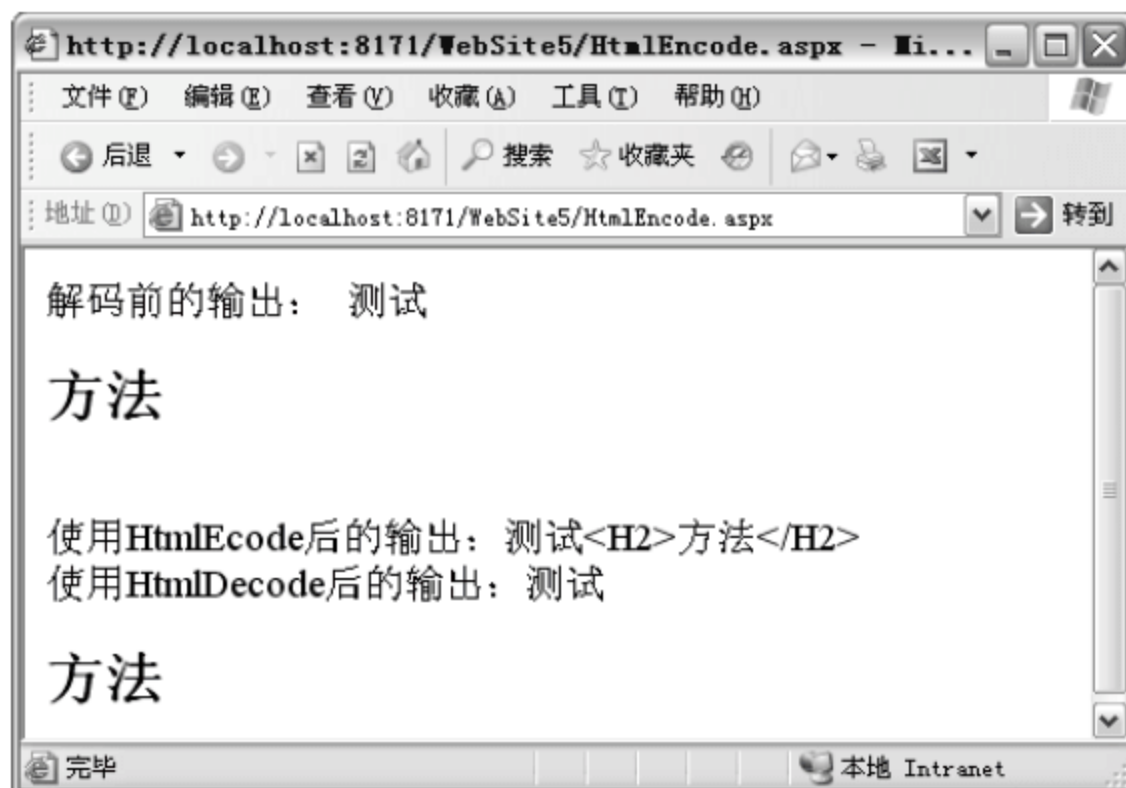 http://localhost:8171/WebSite5/HtmlEncode.aspx - Mi...
文件(F) 编辑(E) 查看(V) 收藏(A) 工具(T) 帮助(H)
后退 搜索 收藏夹
地址(D) http://localhost:8171/WebSite5/HtmlEncode.aspx 转到
解码前的输出： 测试
方法
使用HtmlEcode后的输出：测试<H2>方法</H2>
使用HtmlDecode后的输出：测试
方法
完毕 本地 Intranet